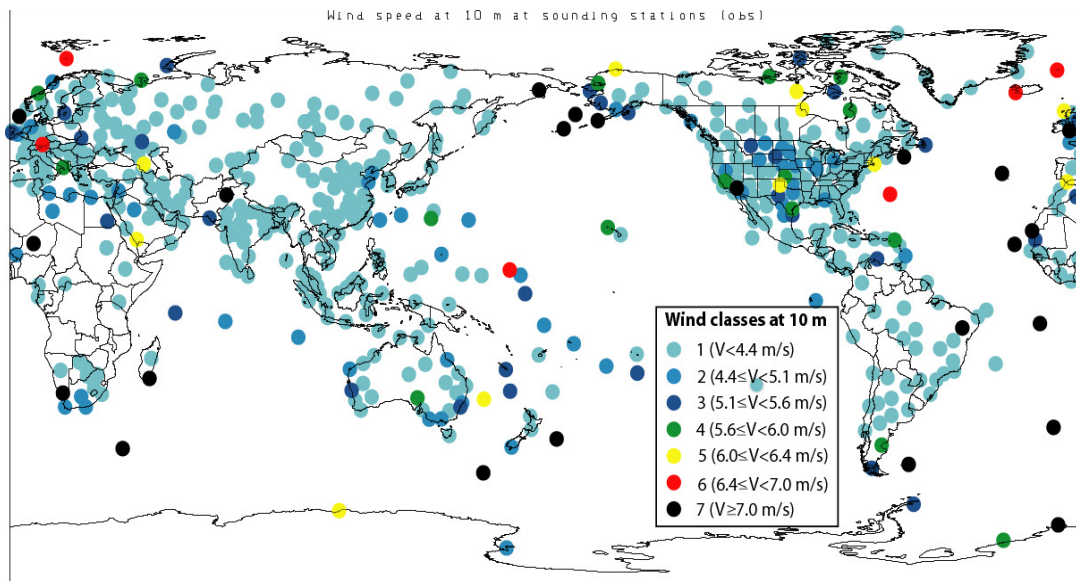 Wind speed at 10 m at sounding stations (obs)
Wind classes at 10 m
1 (V<4.4 m/s)
2 (4.4≤V<5.1 m/s)
3 (5.1≤V<5.6 m/s)
4 (5.6≤V<6.0 m/s)
5 (6.0≤V<6.4 m/s)
6 (6.4≤V<7.0 m/s)
7 (V≥7.0 m/s)